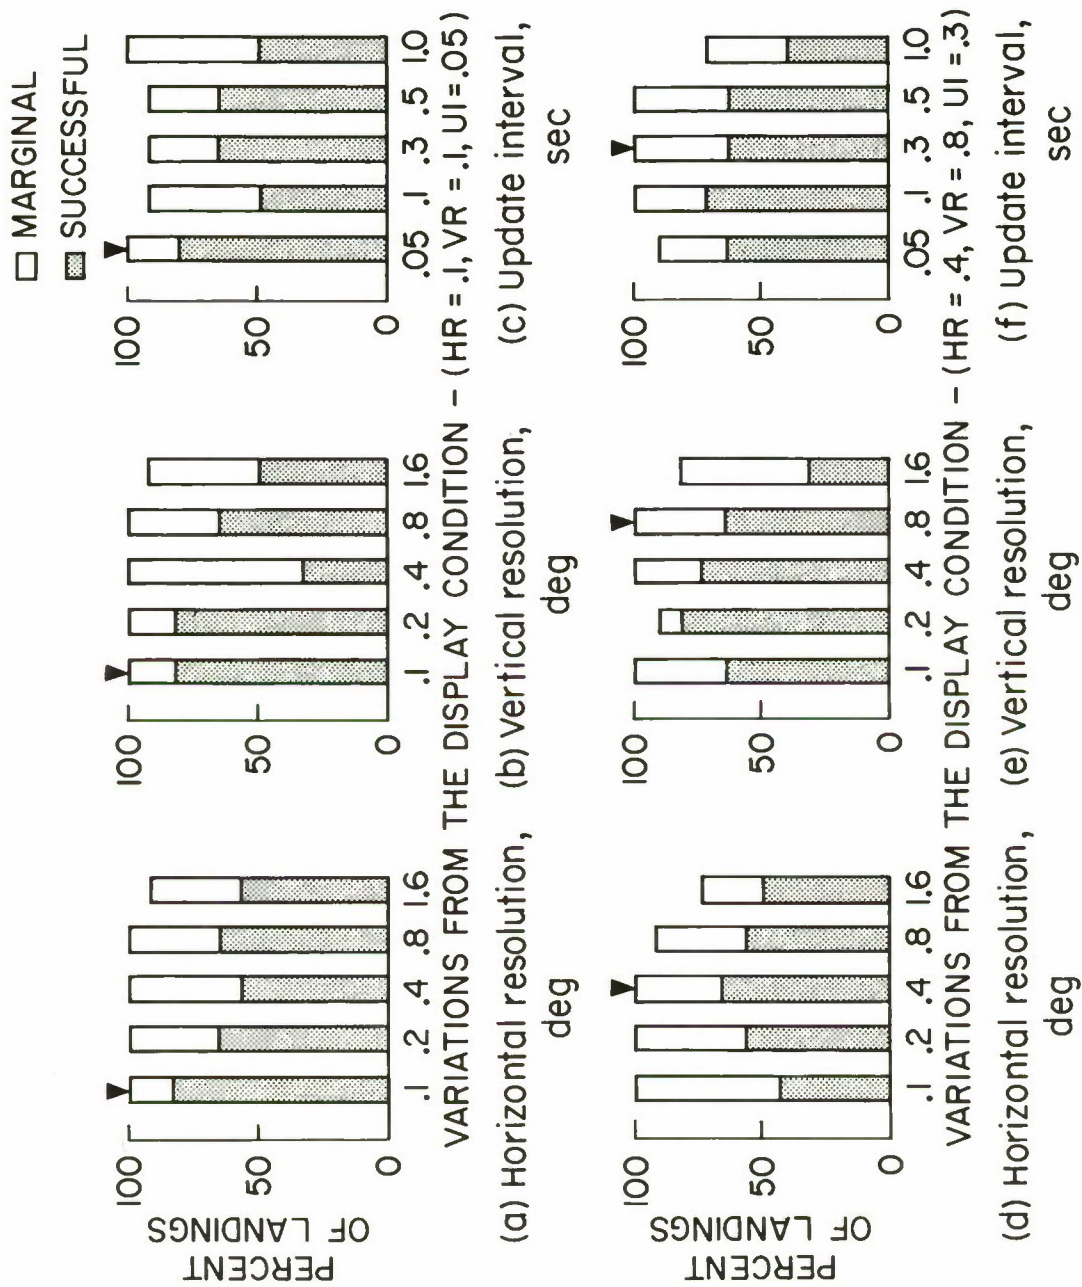 MARGINAL
SUCCESSFUL
PERCENT
OF LANDINGS
100
50
0
.1 .2 .4 .8 1.6
100
50
0
.1 .2 .4 .8 1.6
100
50
0
.05 .1 .3 .5 1.0
VARIATIONS FROM THE DISPLAY CONDITION - (HR = .1, VR = .1, UI = .05)
(a) Horizontal resolution,
deg
(b) Vertical resolution,
deg
(c) Update interval,
sec
PERCENT
OF LANDINGS
100
50
0
.1 .2 .4 .8 1.6
100
50
0
.1 .2 .4 .8 1.6
100
50
0
.05 .1 .3 .5 1.0
VARIATIONS FROM THE DISPLAY CONDITION - (HR = .4, VR = .8, UI = .3)
(d) Horizontal resolution,
deg
(e) Vertical resolution,
deg
(f) Update interval,
sec